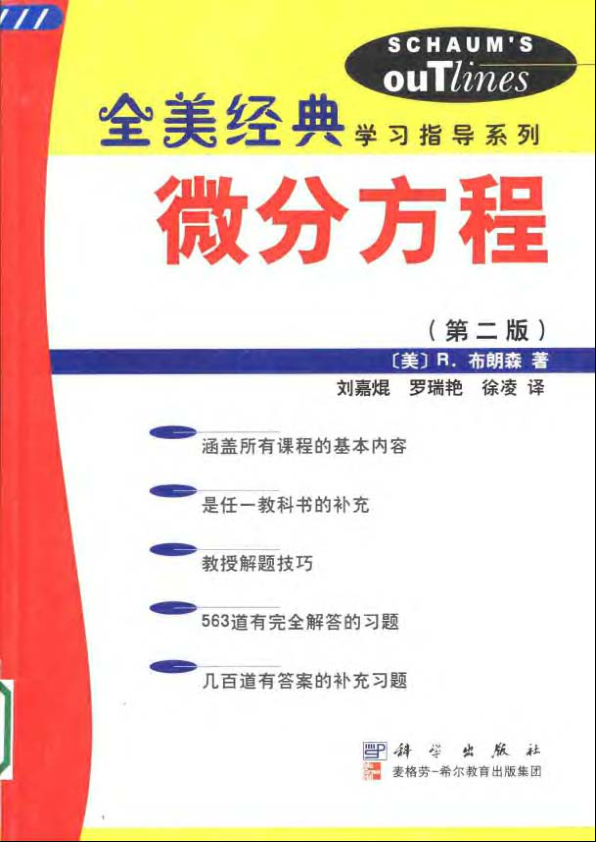 SCHAUM'S
ouTlines
全美经典学习指导系列
微分方程
(第二版)
〔美〕R. 布朗森 著
刘嘉焜 罗瑞艳 徐凌 译
涵盖所有课程的基本内容
是任一教科书的补充
教授解题技巧
563道有完全解答的习题
几百道有答案的补充习题
科学出版社
麦格劳-希尔教育出版集团